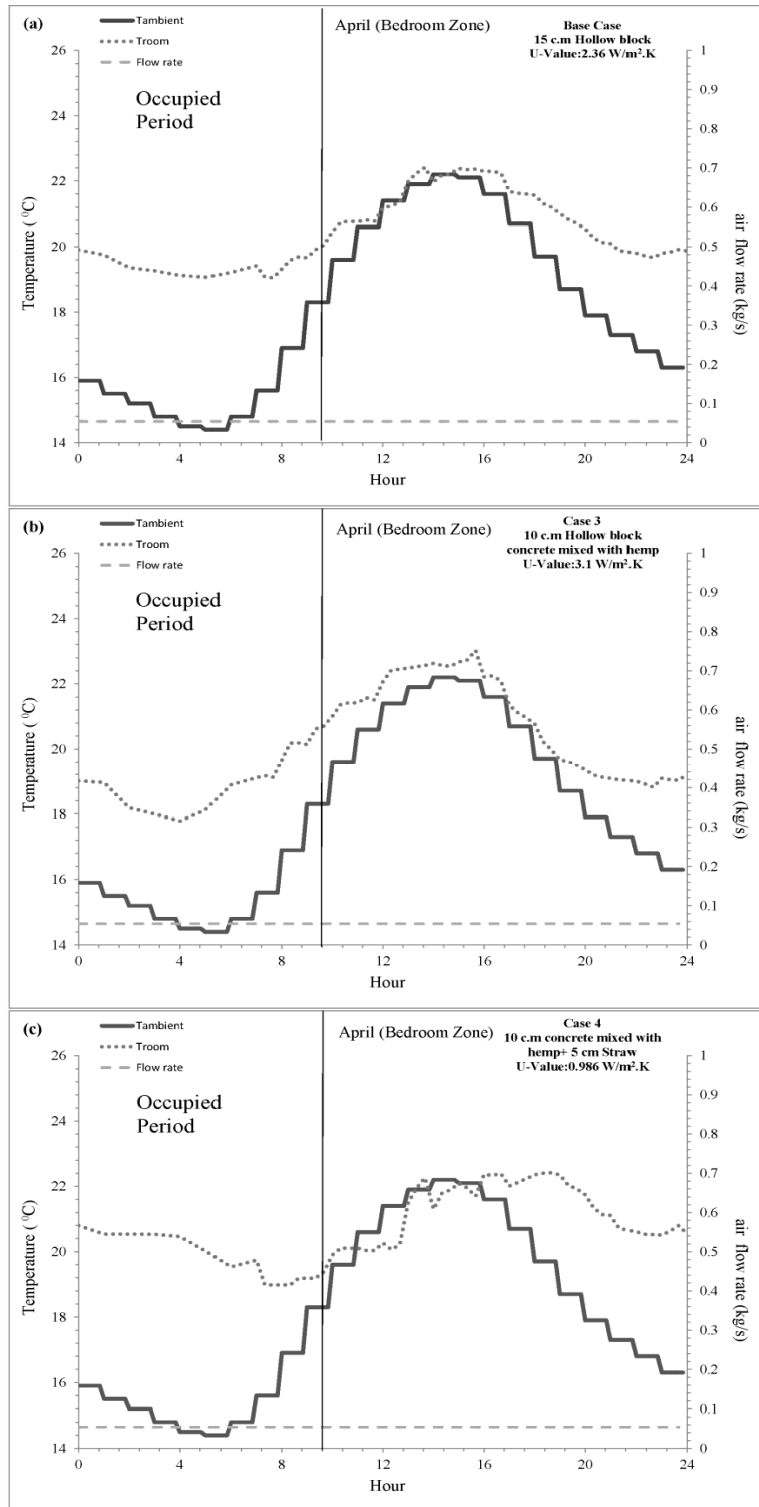 (a)
Tambient
Troom
Flow rate
April (Bedroom Zone)
Base Case
15 c.m Hollow block
U-Value:2.36 W/m².K
Occupied
Period
Temperature ( ⁰C)
26
24
22
20
18
16
14
1
0.9
0.8
0.7
0.6
0.5
0.4
0.3
0.2
0.1
0
air flow rate (kg/s)
0 4 8 12 16 20 24
Hour
(b)
Tambient
Troom
Flow rate
April (Bedroom Zone)
Case 3
10 c.m Hollow block
concrete mixed with hemp
U-Value:3.1 W/m².K
Occupied
Period
Temperature ( ⁰C)
26
24
22
20
18
16
14
1
0.9
0.8
0.7
0.6
0.5
0.4
0.3
0.2
0.1
0
air flow rate (kg/s)
0 4 8 12 16 20 24
Hour
(c)
Tambient
Troom
Flow rate
April (Bedroom Zone)
Case 4
10 c.m concrete mixed with
hemp+ 5 cm Straw
U-Value:0.986 W/m².K
Occupied
Period
Temperature ( ⁰C)
26
24
22
20
18
16
14
1
0.9
0.8
0.7
0.6
0.5
0.4
0.3
0.2
0.1
0
air flow rate (kg/s)
0 4 8 12 16 20 24
Hour